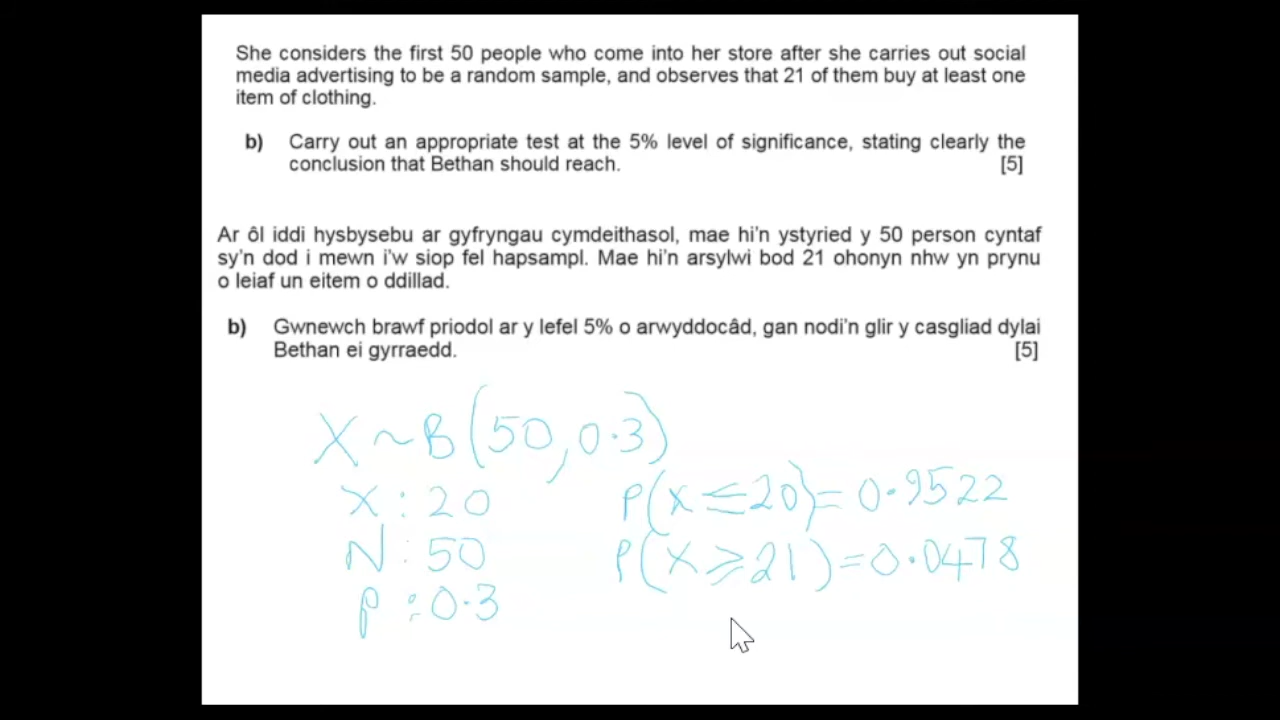 She considers the first 50 people who come into her store after she carries out social
media advertising to be a random sample, and observes that 21 of them buy at least one
item of clothing.
b) Carry out an appropriate test at the 5% level of significance, stating clearly the
conclusion that Bethan should reach. [5]
Ar ôl iddi hysbysebu ar gyfryngau cymdeithasol, mae hi'n ystyried y 50 person cyntaf
sy'n dod i mewn i'w siop fel hapsampl. Mae hi'n arsylwi bod 21 ohonyn nhw yn prynu
o leiaf un eitem o ddillad.
b) Gwnewch brawf priodol ar y lefel 5% o arwyddocâd, gan nodi'n glir y casgliad dylai
Bethan ei gyrraedd. [5]
X ~ B(50, 0.3)
X : 20
N : 50
p : 0.3
P(X ≤ 20) = 0.9522
P(X ≥ 21) = 0.0478